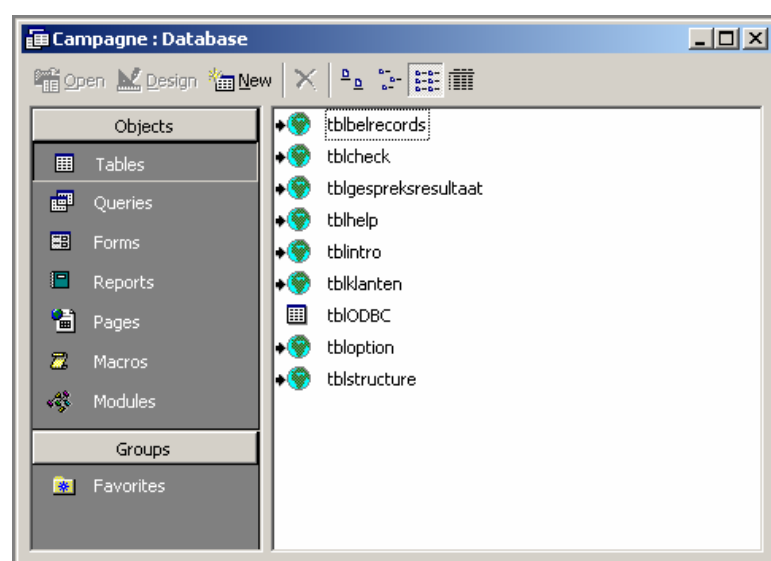 Campagne : Database
Open Design New
Objects
Tables
Queries
Forms
Reports
Pages
Macros
Modules
Groups
Favorites
tblbelrecords
tblcheck
tblgespreksresultaat
tblhelp
tblintro
tblklanten
tblODBC
tbloption
tblstructure